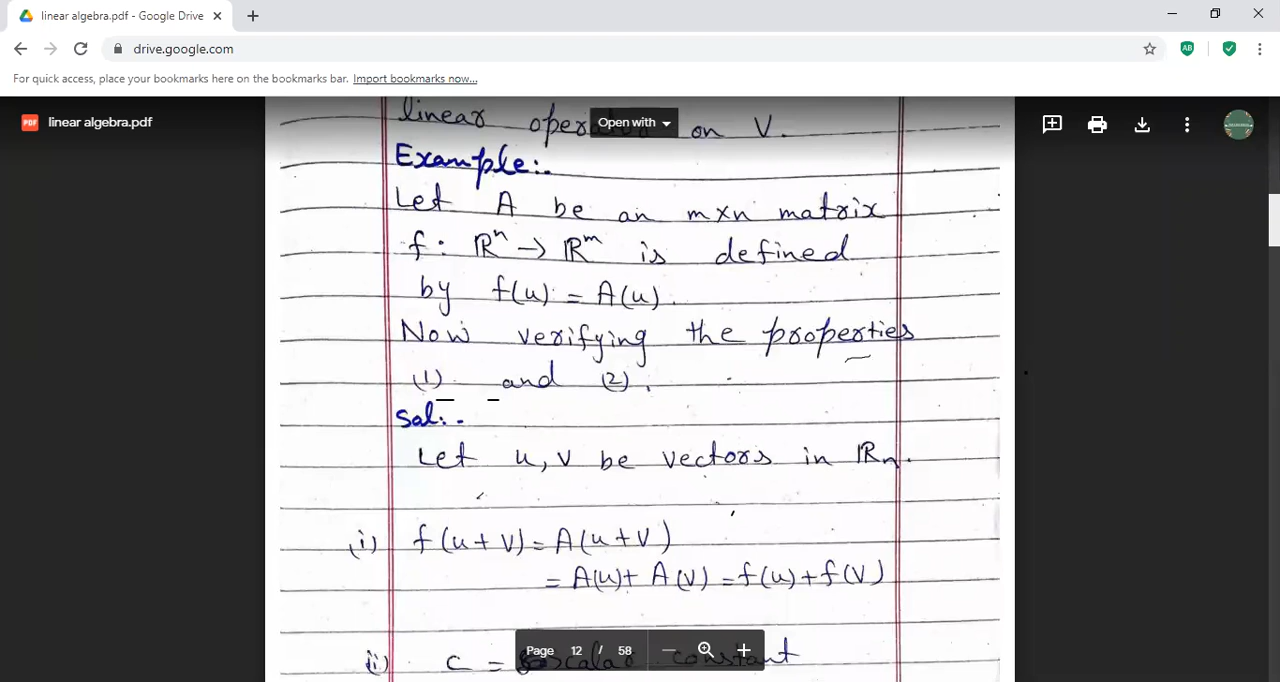 linear algebra.pdf - Google Drive
drive.google.com
For quick access, place your bookmarks here on the bookmarks bar. Import bookmarks now...
linear algebra.pdf
Open with
linear operator on V.
Example:.
Let A be an m×n matrix
f: ℝⁿ → ℝᵐ is defined
by f(u) = A(u).
Now verifying the properties
(1) and (2).
Sol:.
Let u, v be vectors in ℝₙ.
(i) f(u+v) = A(u+v)
= A(u)+ A(v) = f(u)+f(v)
Page 12 / 58
(ii) c = scalar constant